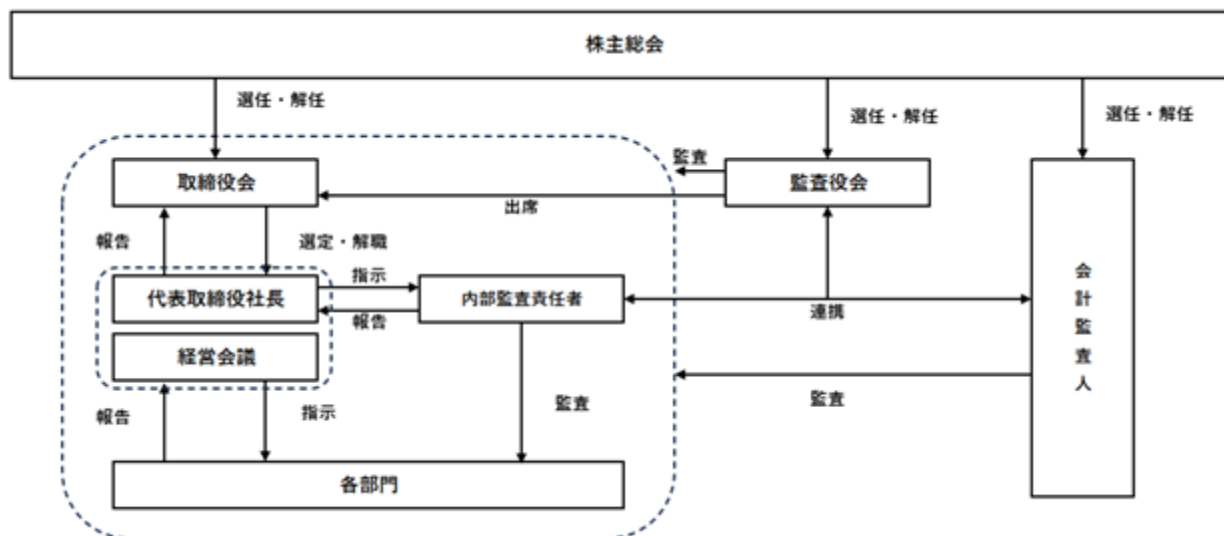 株主総会
選任・解任
選任・解任
選任・解任
取締役会
監査
監査役会
出席
報告
選定・解職
指示
代表取締役社長
内部監査責任者
報告
連携
会計監査人
経営会議
報告
指示
監査
監査
各部門